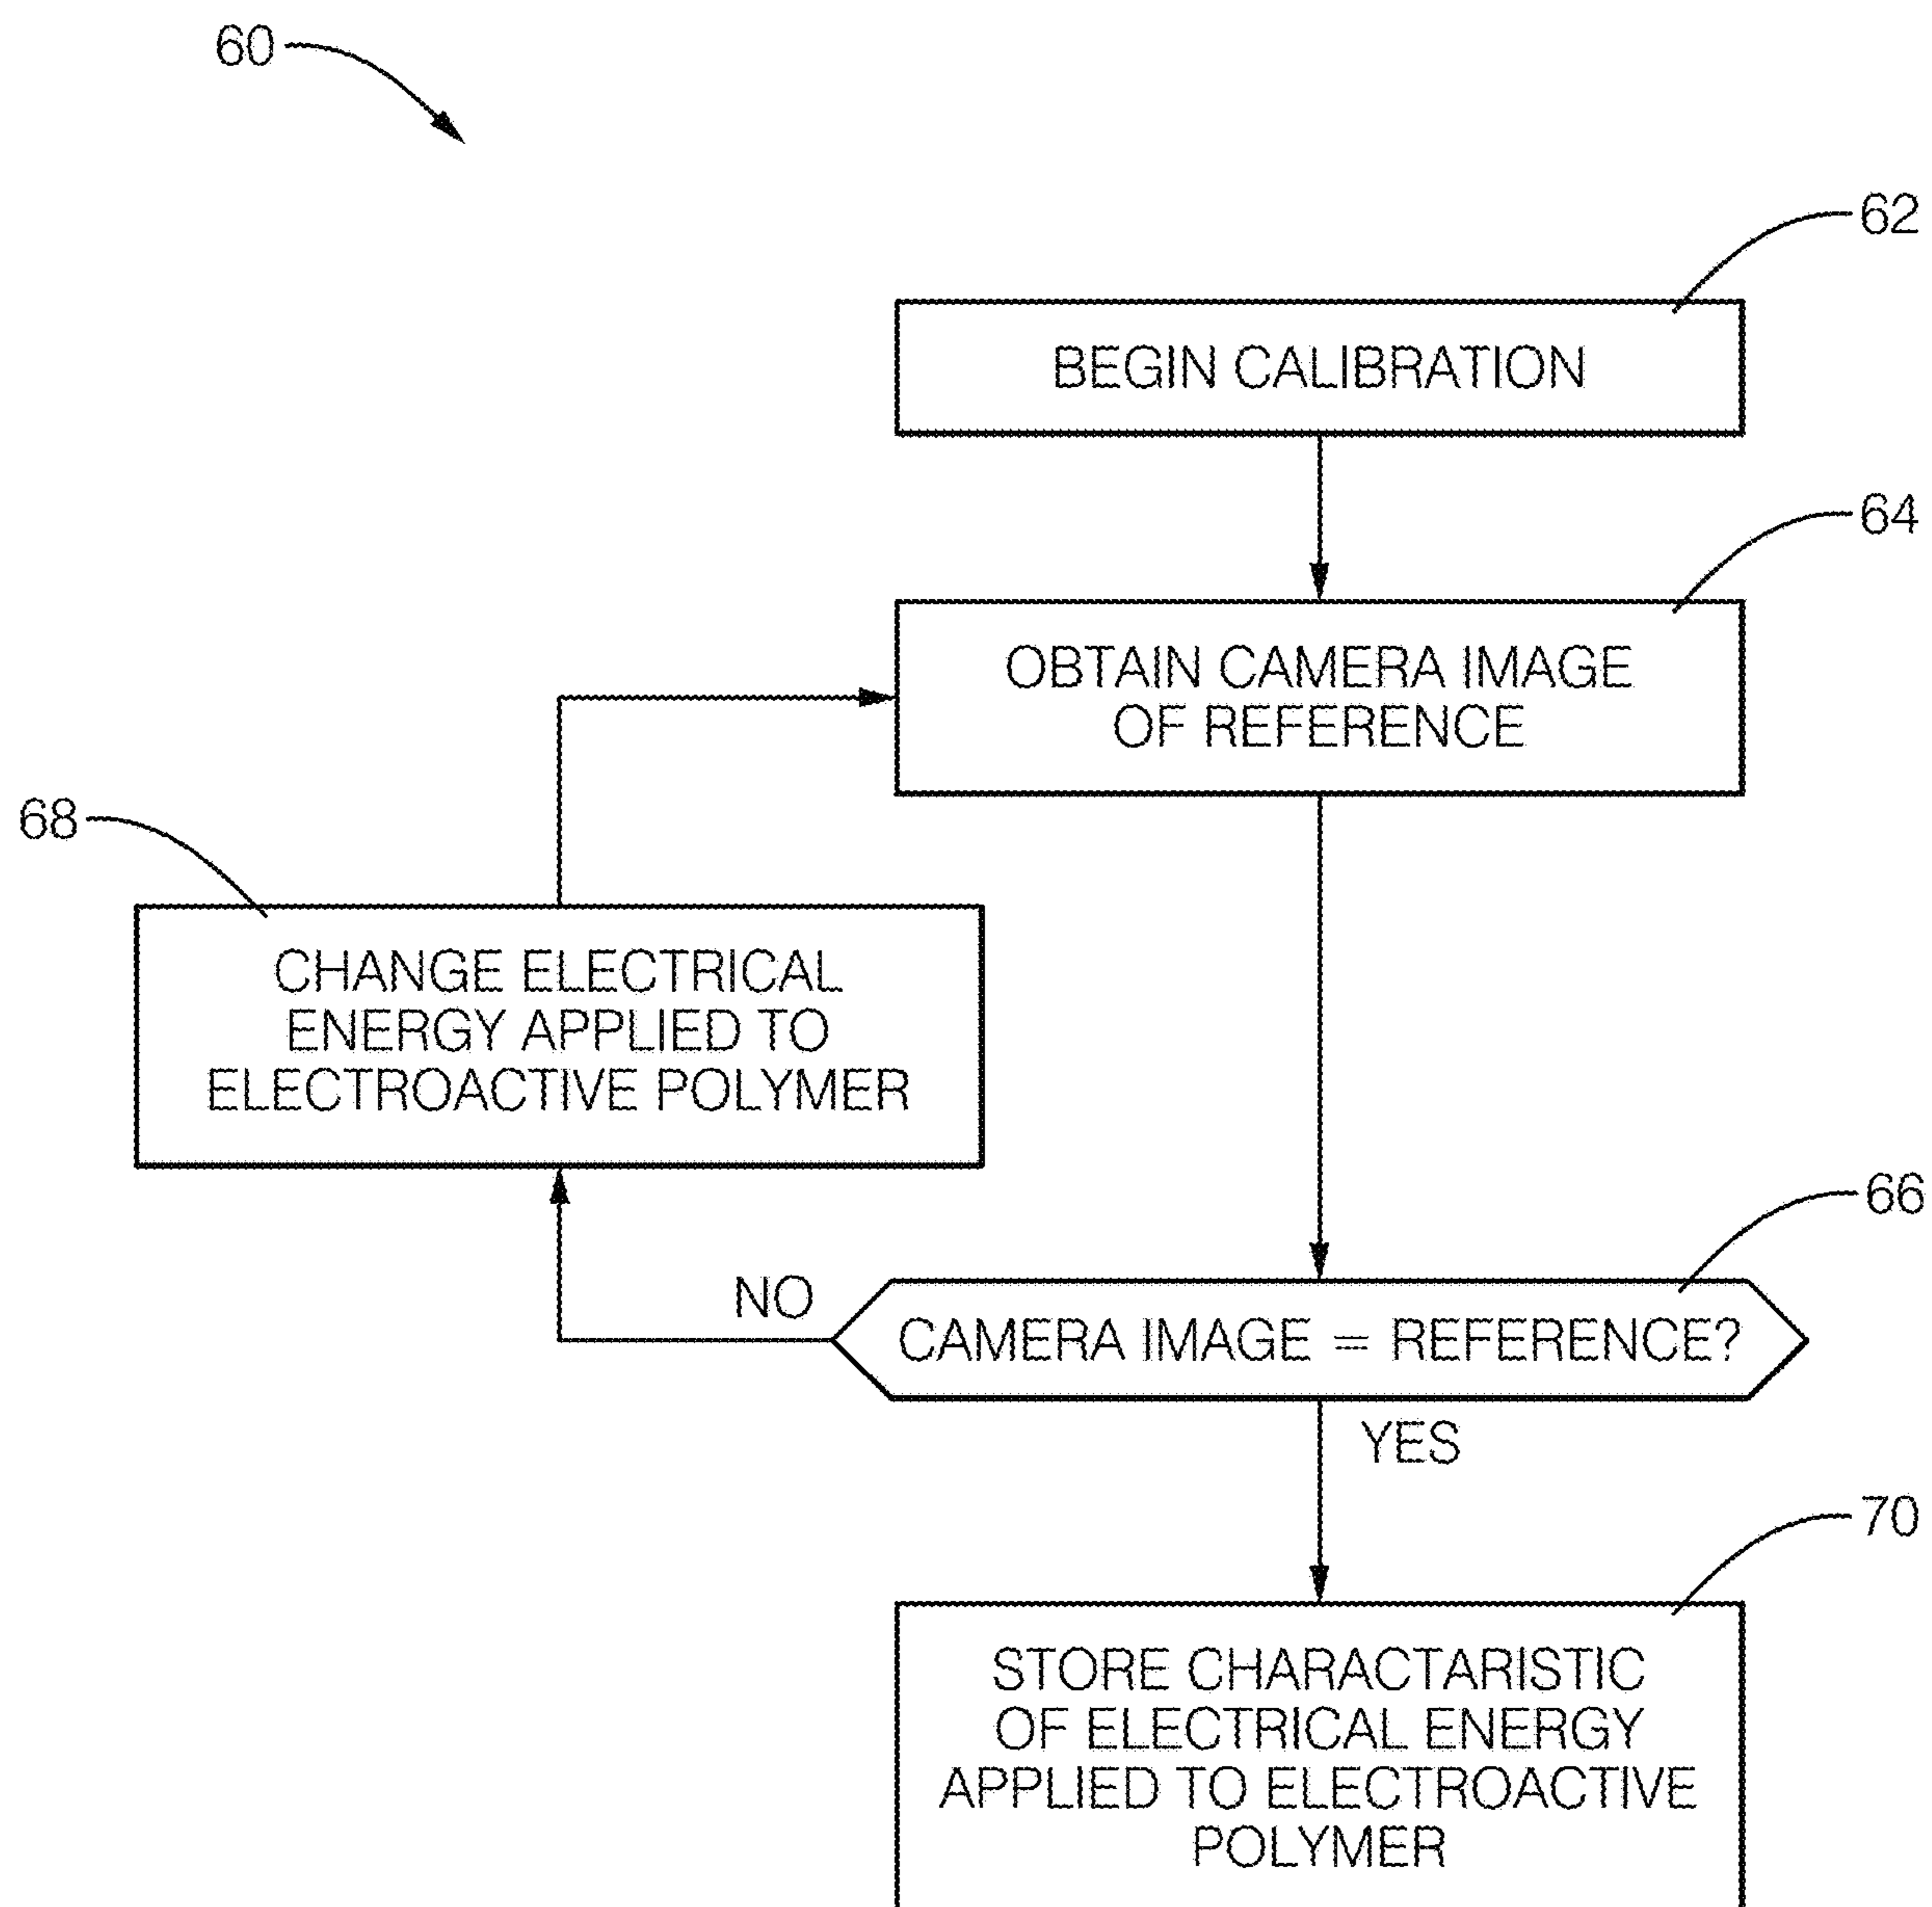 60
62
BEGIN CALIBRATION
64
OBTAIN CAMERA IMAGE
OF REFERENCE
68
CHANGE ELECTRICAL
ENERGY APPLIED TO
ELECTROACTIVE POLYMER
66
NO
CAMERA IMAGE = REFERENCE?
YES
70
STORE CHARACTARISTIC
OF ELECTRICAL ENERGY
APPLIED TO ELECTROACTIVE
POLYMER